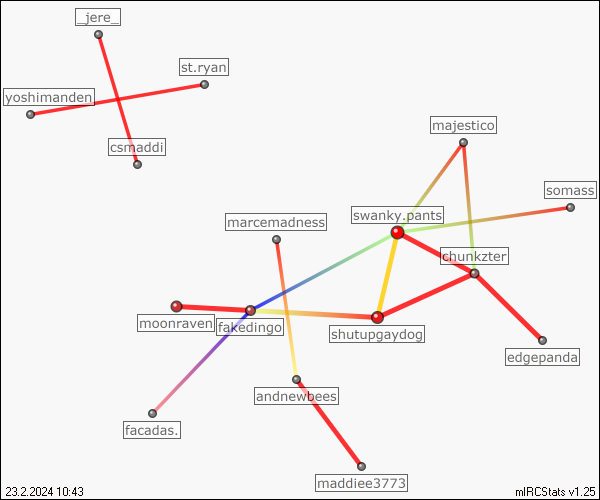 _jere_
st.ryan
yoshimanden
majestico
csmaddi
somass
swanky.pants
marcemadness
chunkzter
moonraven
fakedingo
shutupgaydog
edgepanda
andnewbees
facadas.
maddiee3773
23.2.2024 10:43
mIRCStats v1.25